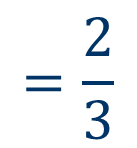 = 2/3